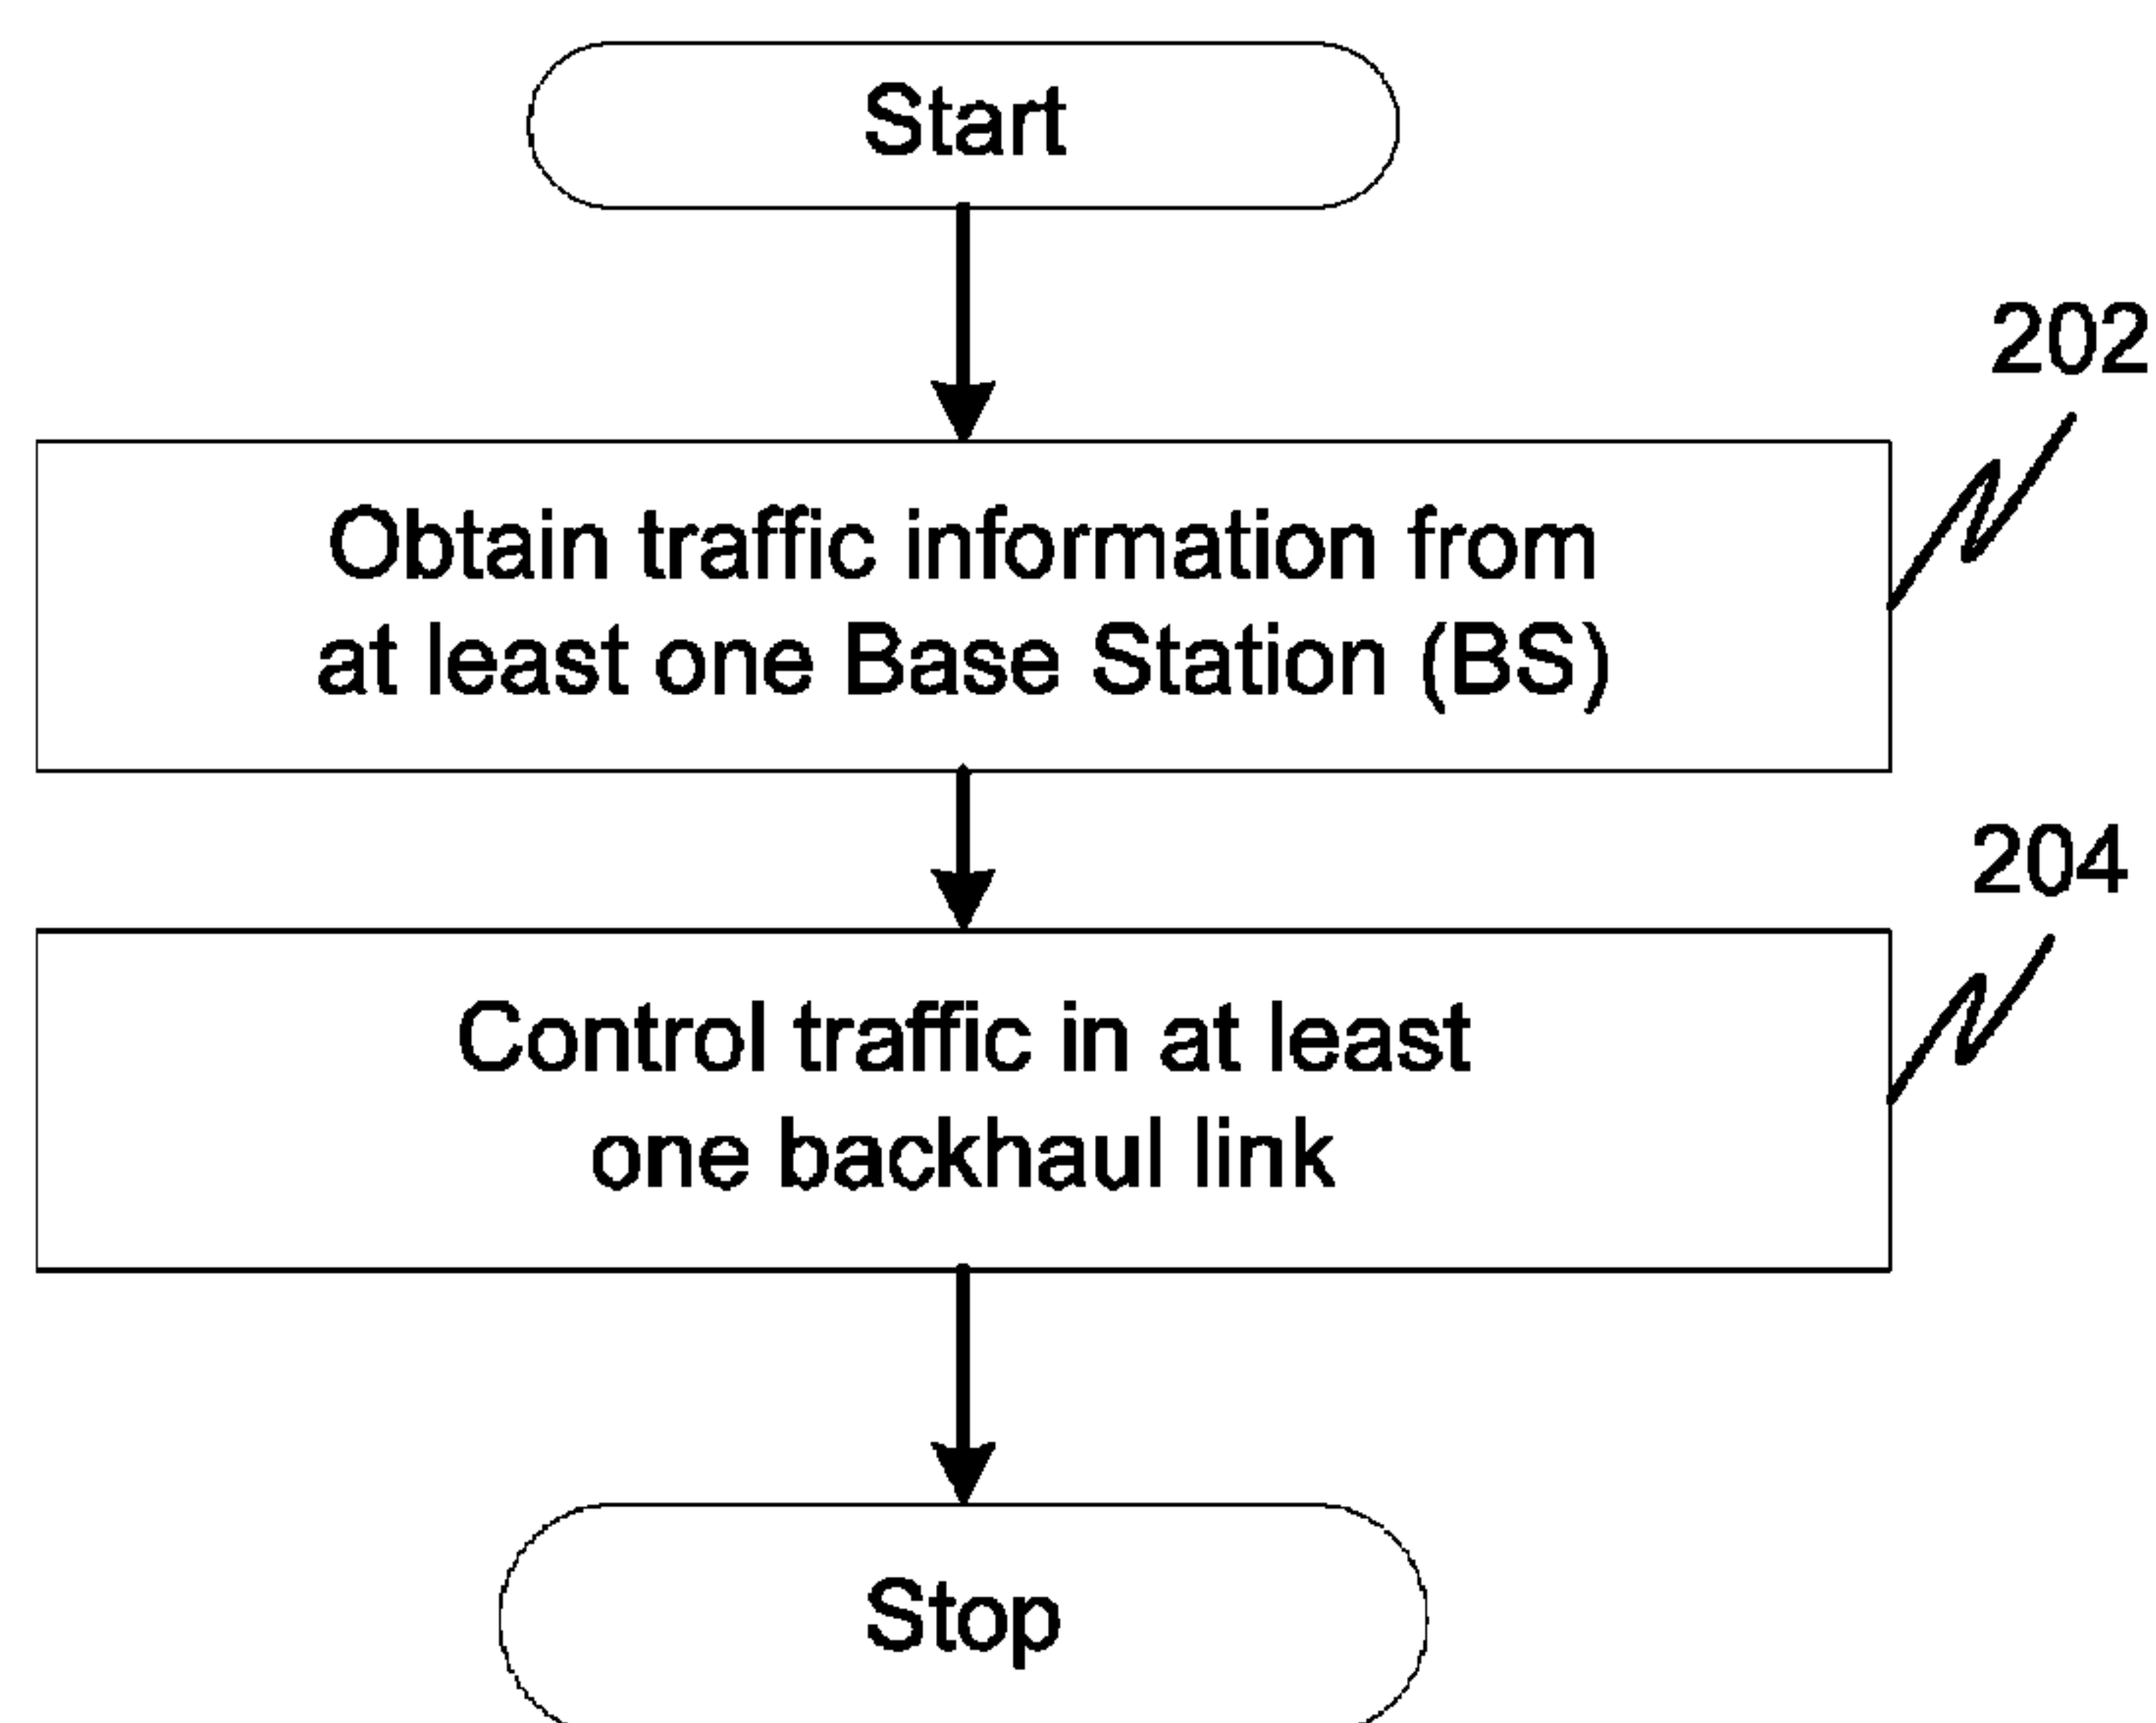 Start
202
Obtain traffic information from
at least one Base Station (BS)
204
Control traffic in at least
one backhaul link
Stop